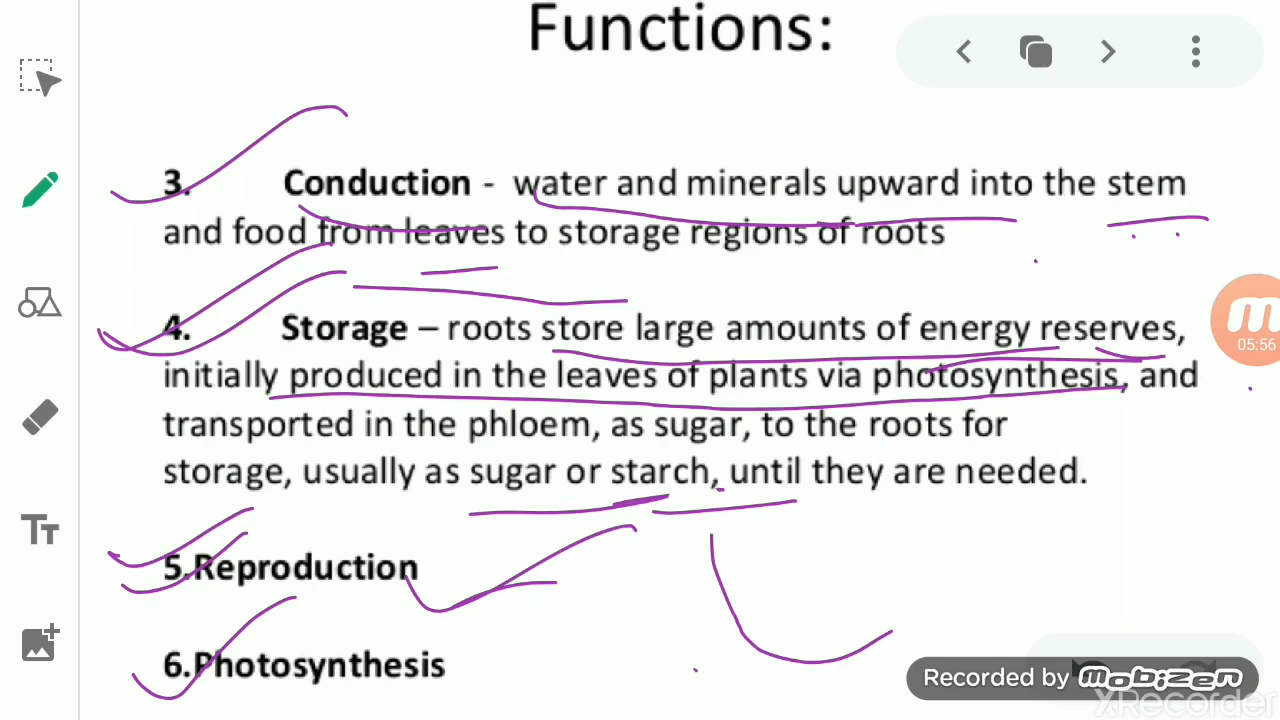 Functions:
3. Conduction - water and minerals upward into the stem
and food from leaves to storage regions of roots
4. Storage – roots store large amounts of energy reserves,
initially produced in the leaves of plants via photosynthesis, and
transported in the phloem, as sugar, to the roots for
storage, usually as sugar or starch, until they are needed.
5.Reproduction
6.Photosynthesis
TT
m
05:56
Recorded by mobizen
XRecorder